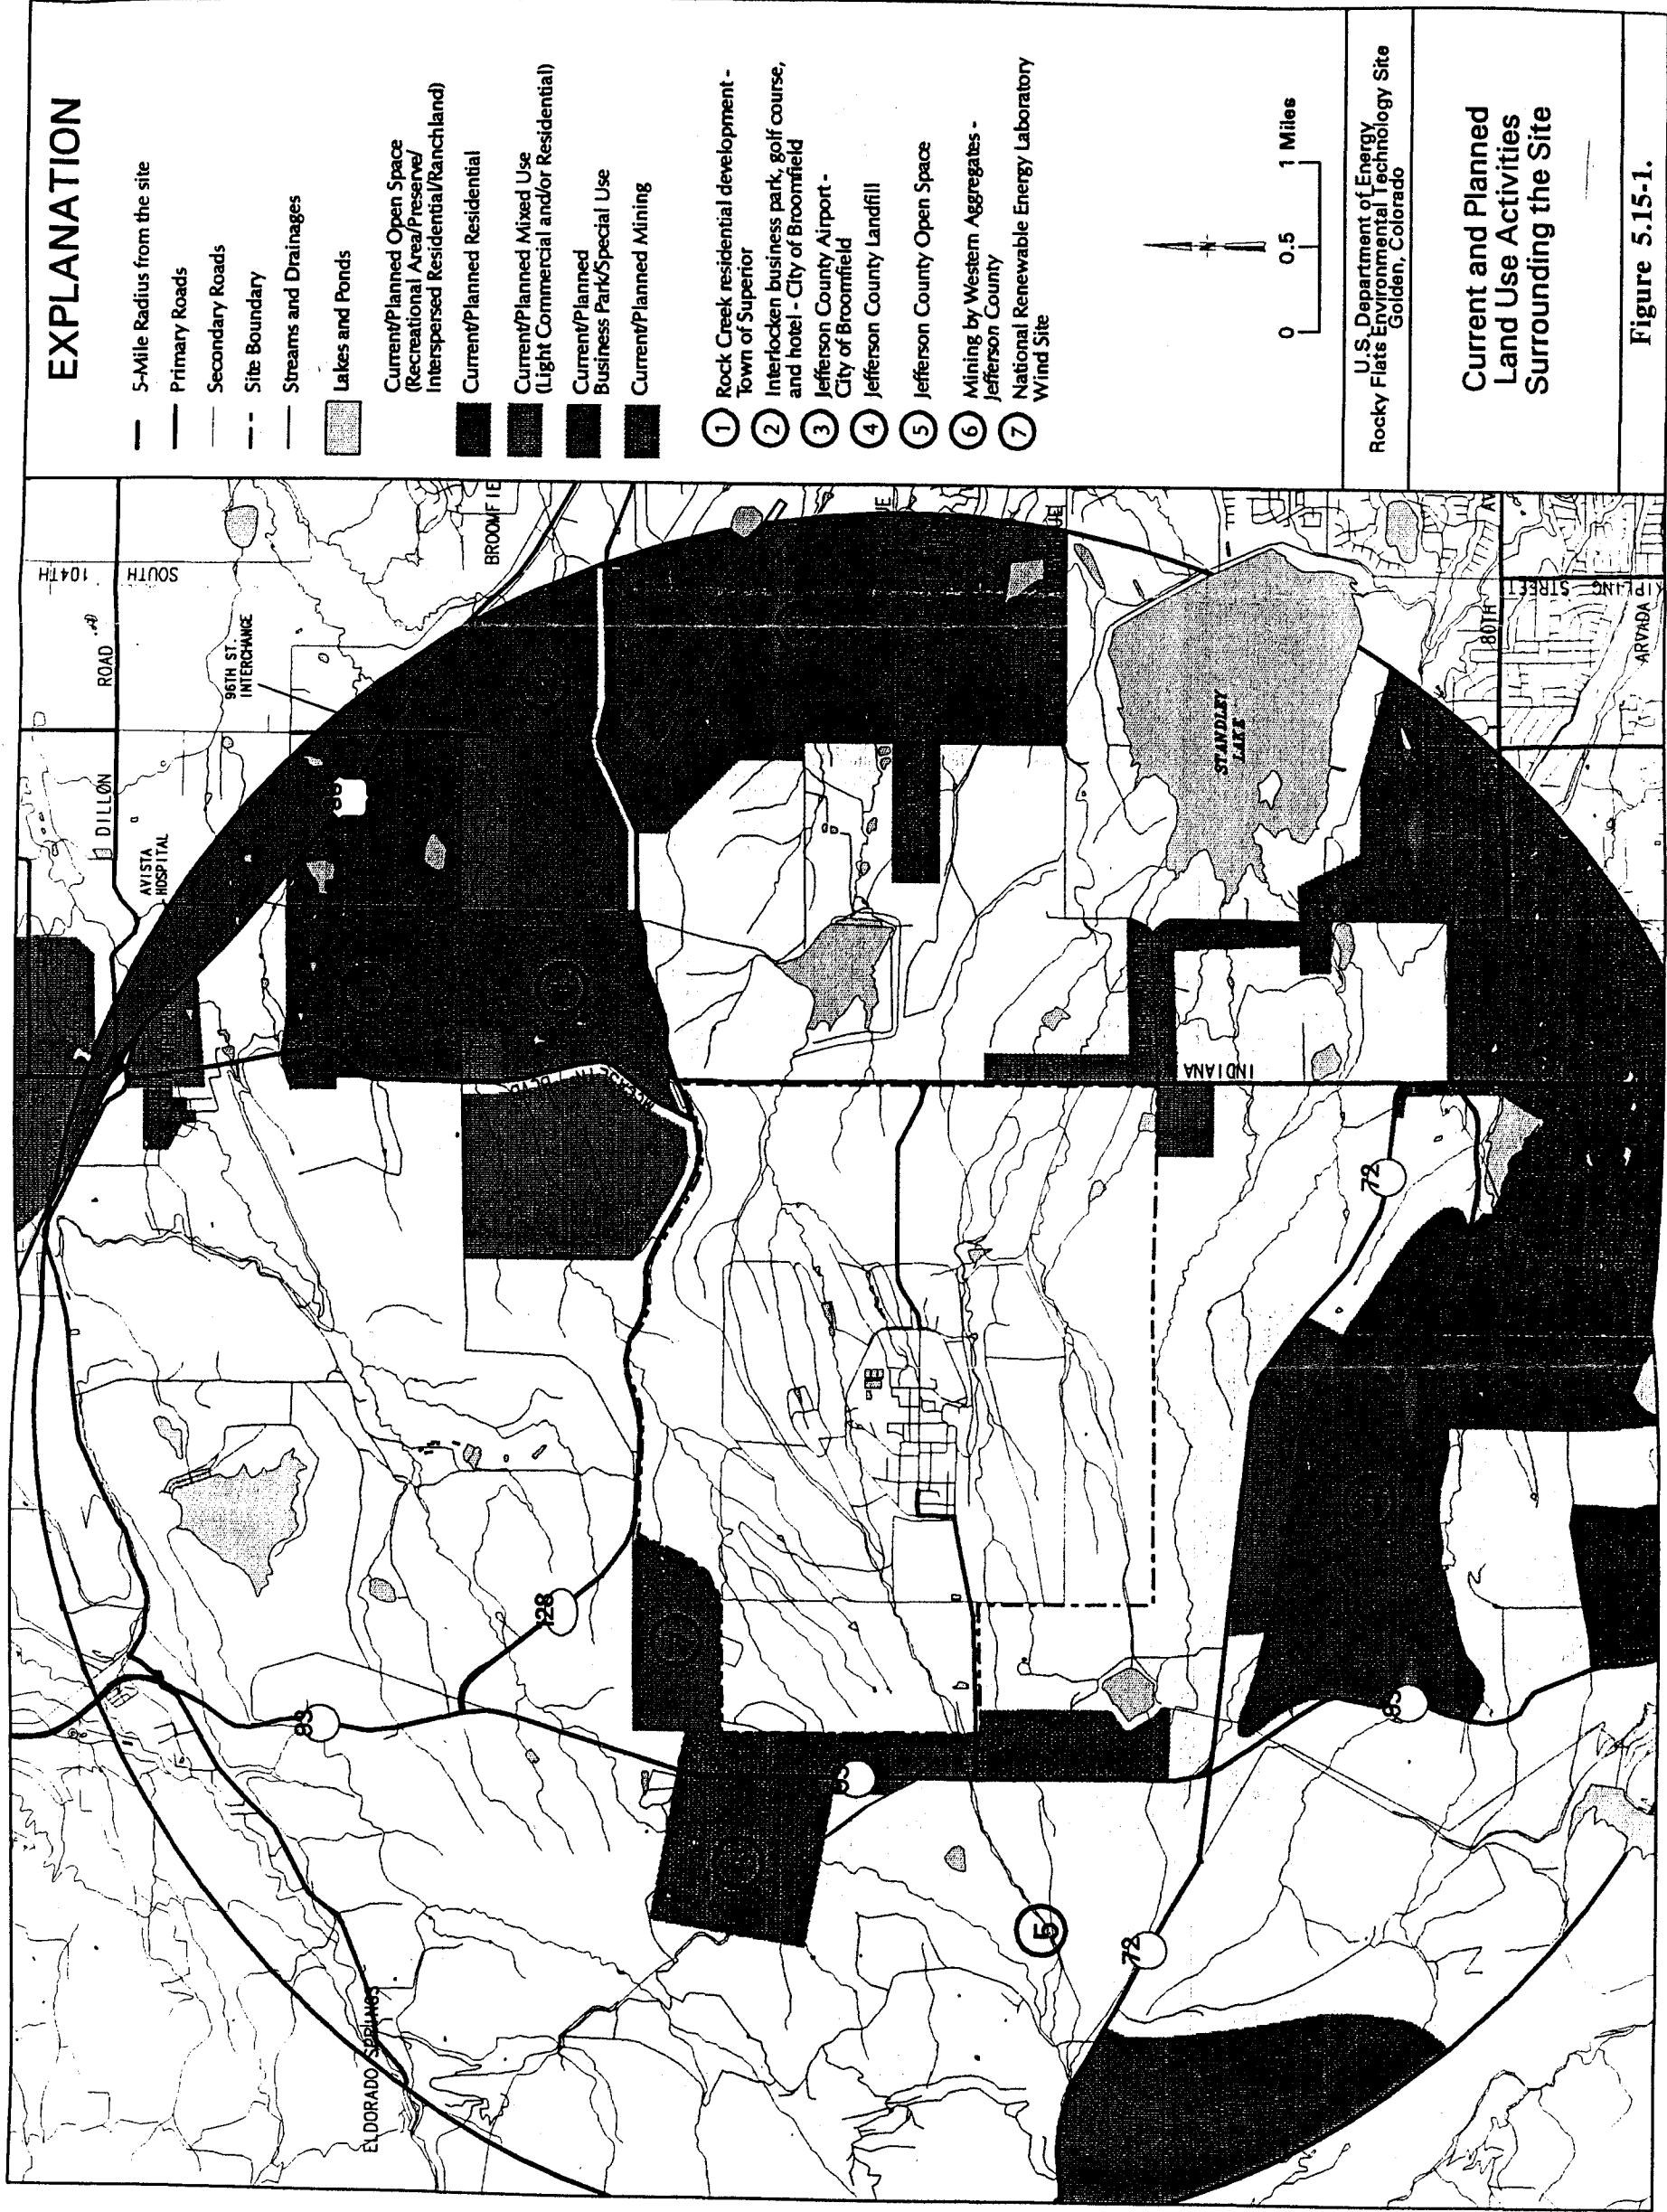 EXPLANATION
5-Mile Radius from the site
Primary Roads
Secondary Roads
Site Boundary
Streams and Drainages
Lakes and Ponds
Current/Planned Open Space
(Recreational Area/Preserve/
Interspersed Residential/Ranchland)
Current/Planned Residential
Current/Planned Mixed Use
(Light Commercial and/or Residential)
Current/Planned
Business Park/Special Use
Current/Planned Mining
1 Rock Creek residential development -
Town of Superior
2 Interlocken business park, golf course,
and hotel - City of Broomfield
3 Jefferson County Airport -
City of Broomfield
4 Jefferson County Landfill
5 Jefferson County Open Space
6 Mining by Western Aggregates -
Jefferson County
7 National Renewable Energy Laboratory
Wind Site
N
0 0.5 1 Miles
U.S. Department of Energy
Rocky Flats Environmental Technology Site
Golden, Colorado
Current and Planned
Land Use Activities
Surrounding the Site
Figure 5.15-1.
104TH
SOUTH
ROAD
DILLON
96TH ST.
INTERCHANGE
AVISTA
HOSPITAL
BROOMFIE
UE
UE
STANDLEY
LAKE
80TH
AV
KIPLING STREET
ARVADA
INDIANA
72
128
93
93
5
72
ELDORADO SPRINGS